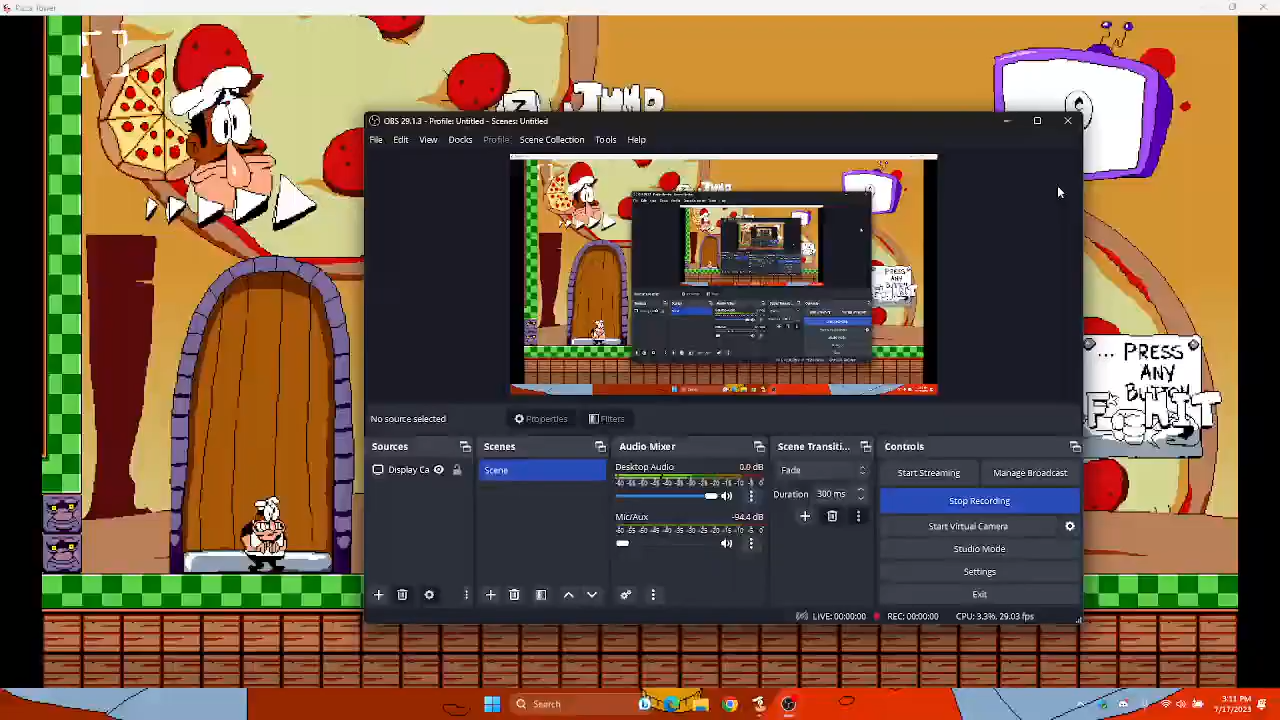 Pizza Tower
Z
JUMP
OBS 29.1.3 - Profile: Untitled - Scenes: Untitled
File Edit View Docks Profile Scene Collection Tools Help
... PRESS
ANY
BUTTON
No source selected Properties Filters
Sources Scenes Audio Mixer Scene Transiti... Controls
Display Ca Scene Desktop Audio 0.0 dB Fade Start Streaming Manage Broadcast
Duration 300 ms Stop Recording
Mic/Aux -94.4 dB Start Virtual Camera
Studio Mode
Settings
Exit
LIVE: 00:00:00 REC: 00:00:00 CPU: 3.3%, 29.03 fps
Search
3:11 PM
7/17/2023